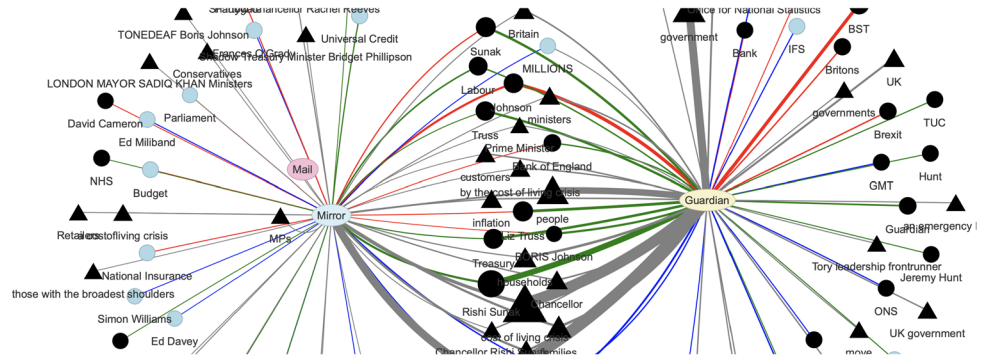 Chancellor Rachel Reeves
Office for National Statistics
TONEDEAF Boris Johnson
Universal Credit
Britain
government
Bank
IFS
BST
Frances O'Grady
Shadow Treasury Minister Bridget Phillipson
Sunak
MILLIONS
Britons
Conservatives
UK
LONDON MAYOR SADIQ KHAN Ministers
Labour
David Cameron
Parliament
Johnson
ministers
governments
TUC
Ed Miliband
Truss
Brexit
Prime Minister
Mail
Bank of England
NHS
Budget
customers
GMT
Hunt
by the cost of living crisis
Mirror
Guardian
inflation
people
Retailers
costofliving crisis
MPs
Liz Truss
Guardian
an emergency
Treasury
BORIS Johnson
Tory leadership frontrunner
National Insurance
households
Jeremy Hunt
those with the broadest shoulders
Rishi Sunak
Chancellor
ONS
Simon Williams
UK government
Ed Davey
cost of living crisis
Chancellor Rishi
families
move